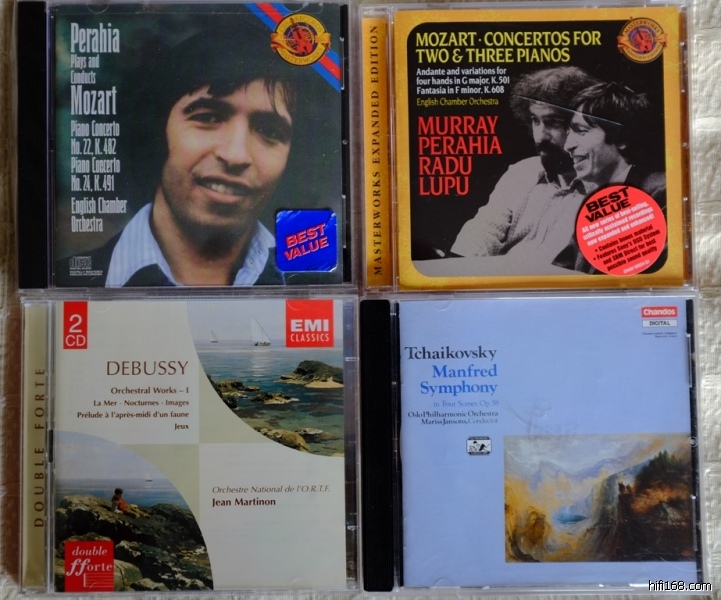 Perahia
Plays and
Conducts
Mozart
Piano Concerto
No. 22, K. 482
Piano Concerto
No. 24, K. 491
English Chamber
Orchestra
BEST
VALUE
MASTERWORKS EXPANDED EDITION
MOZART · CONCERTOS FOR
TWO & THREE PIANOS
Andante and variations for
four hands in G major, K. 501
Fantasia in F minor, K. 608
English Chamber Orchestra
MURRAY
PERAHIA
RADU
LUPU
BEST
VALUE
DOUBLE FORTE
2
CD
EMI
CLASSICS
DEBUSSY
Orchestral Works – I
La Mer · Nocturnes · Images
Prélude à l'après-midi d'un faune
Jeux
Orchestre National de l'O.R.T.F.
Jean Martinon
double
fforte
Chandos
DIGITAL
Tchaikovsky
Manfred
Symphony
in Four Scenes, Op. 58
Oslo Philharmonic Orchestra
Mariss Jansons, Conductor
hifi168.com